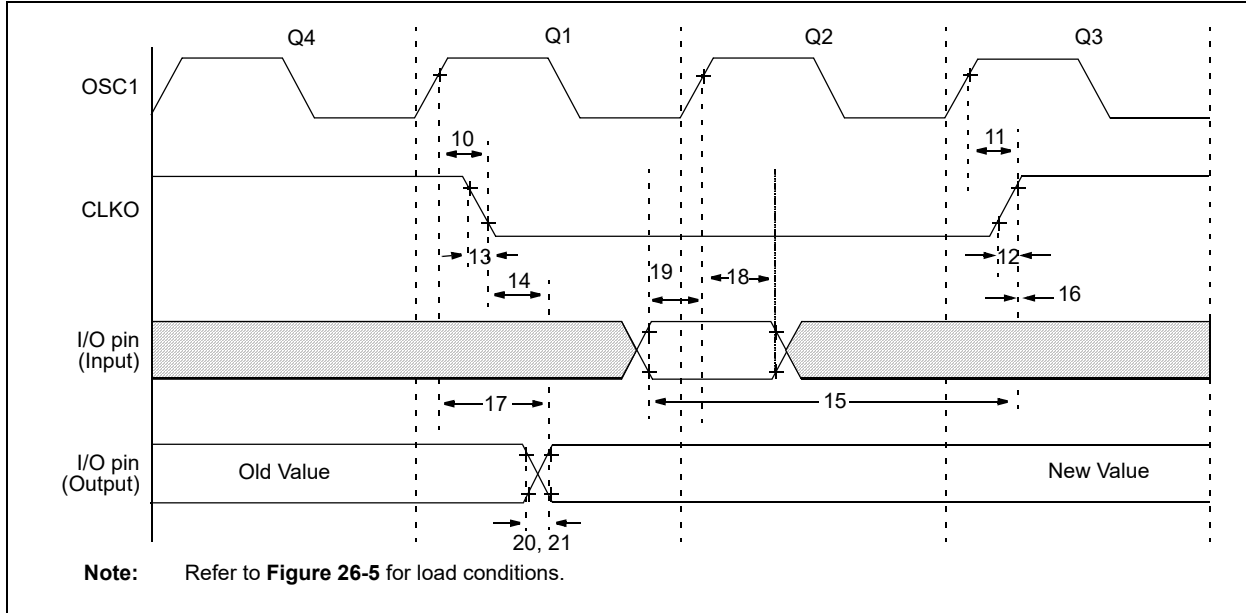 Q4 Q1 Q2 Q3
OSC1
10 11
CLKO
13 12
19 18
14 16
I/O pin
(Input)
17 15
I/O pin
(Output)
Old Value New Value
20, 21
Note: Refer to Figure 26-5 for load conditions.